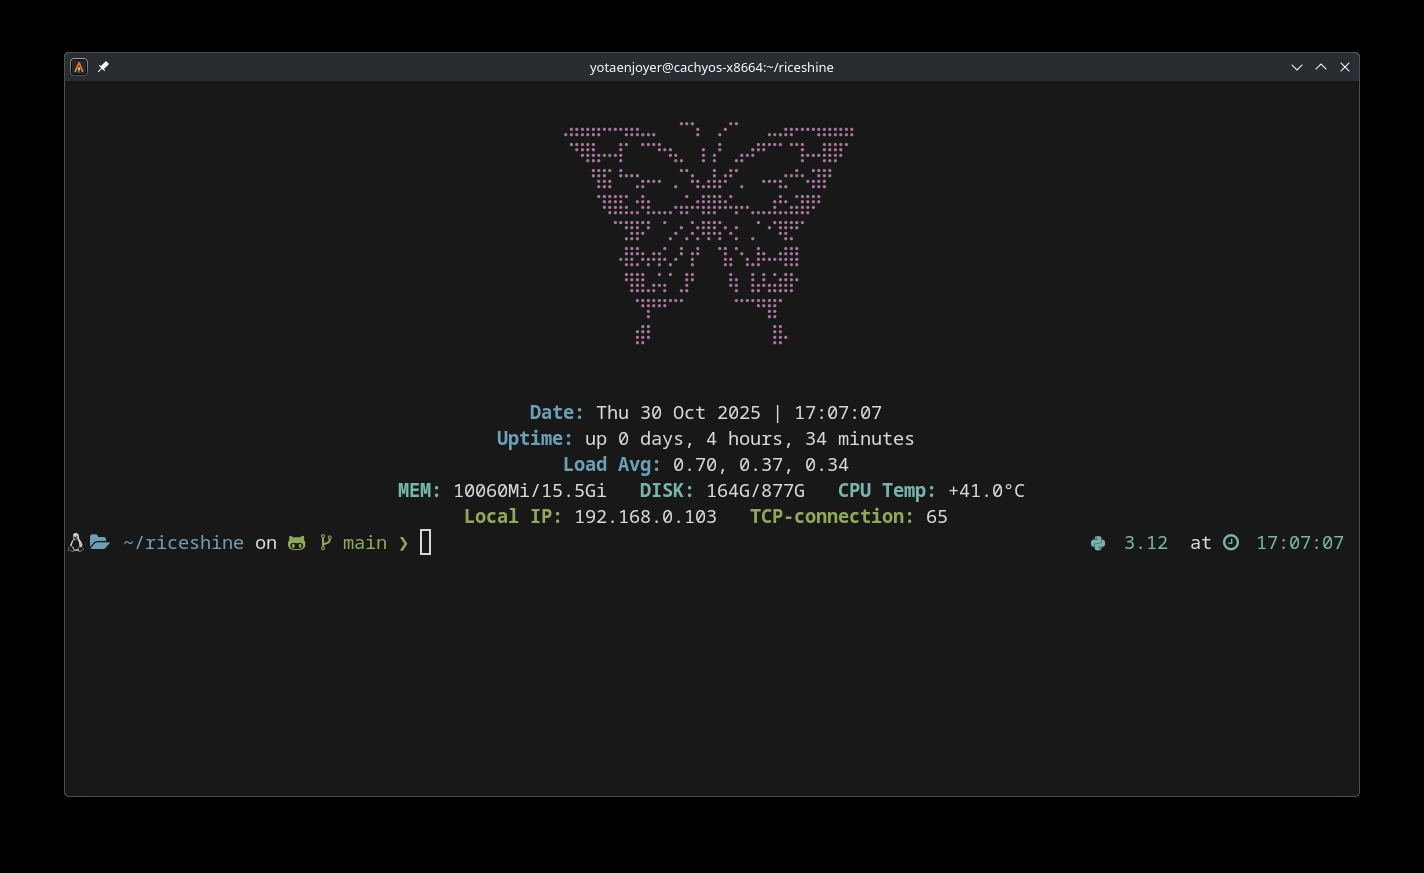 yotaenjoyer@cachyos-x8664:~/riceshine
Date: Thu 30 Oct 2025 | 17:07:07
Uptime: up 0 days, 4 hours, 34 minutes
Load Avg: 0.70, 0.37, 0.34
MEM: 10060Mi/15.5Gi DISK: 164G/877G CPU Temp: +41.0°C
Local IP: 192.168.0.103 TCP-connection: 65
~/riceshine on main ❯ 3.12 at 17:07:07